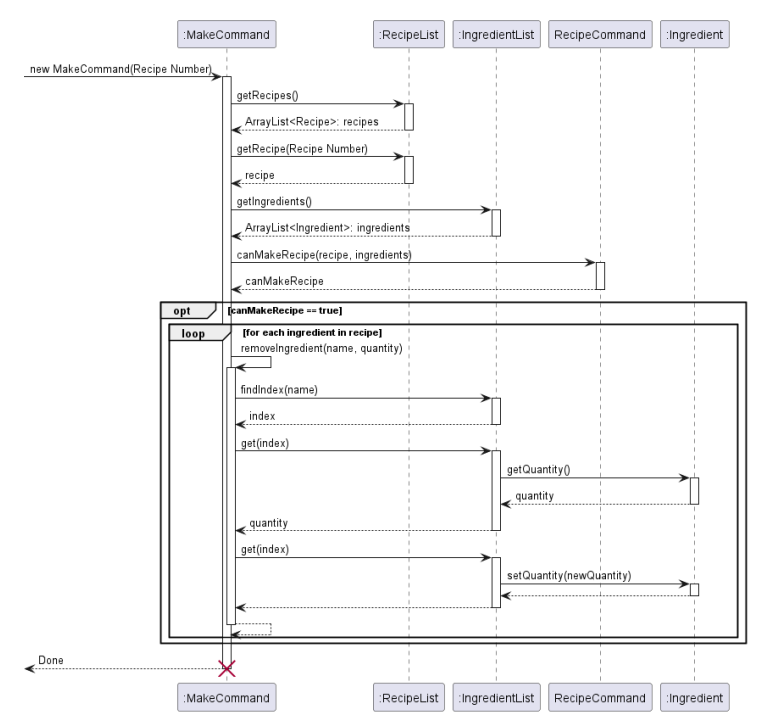 :MakeCommand :RecipeList :IngredientList RecipeCommand :Ingredient
new MakeCommand(Recipe Number)
getRecipes()
ArrayList<Recipe>: recipes
getRecipe(Recipe Number)
recipe
getIngredients()
ArrayList<Ingredient>: ingredients
canMakeRecipe(recipe, ingredients)
canMakeRecipe
opt [canMakeRecipe == true]
loop [for each ingredient in recipe]
removeIngredient(name, quantity)
findIndex(name)
index
get(index)
getQuantity()
quantity
quantity
get(index)
setQuantity(newQuantity)
Done
:MakeCommand :RecipeList :IngredientList RecipeCommand :Ingredient